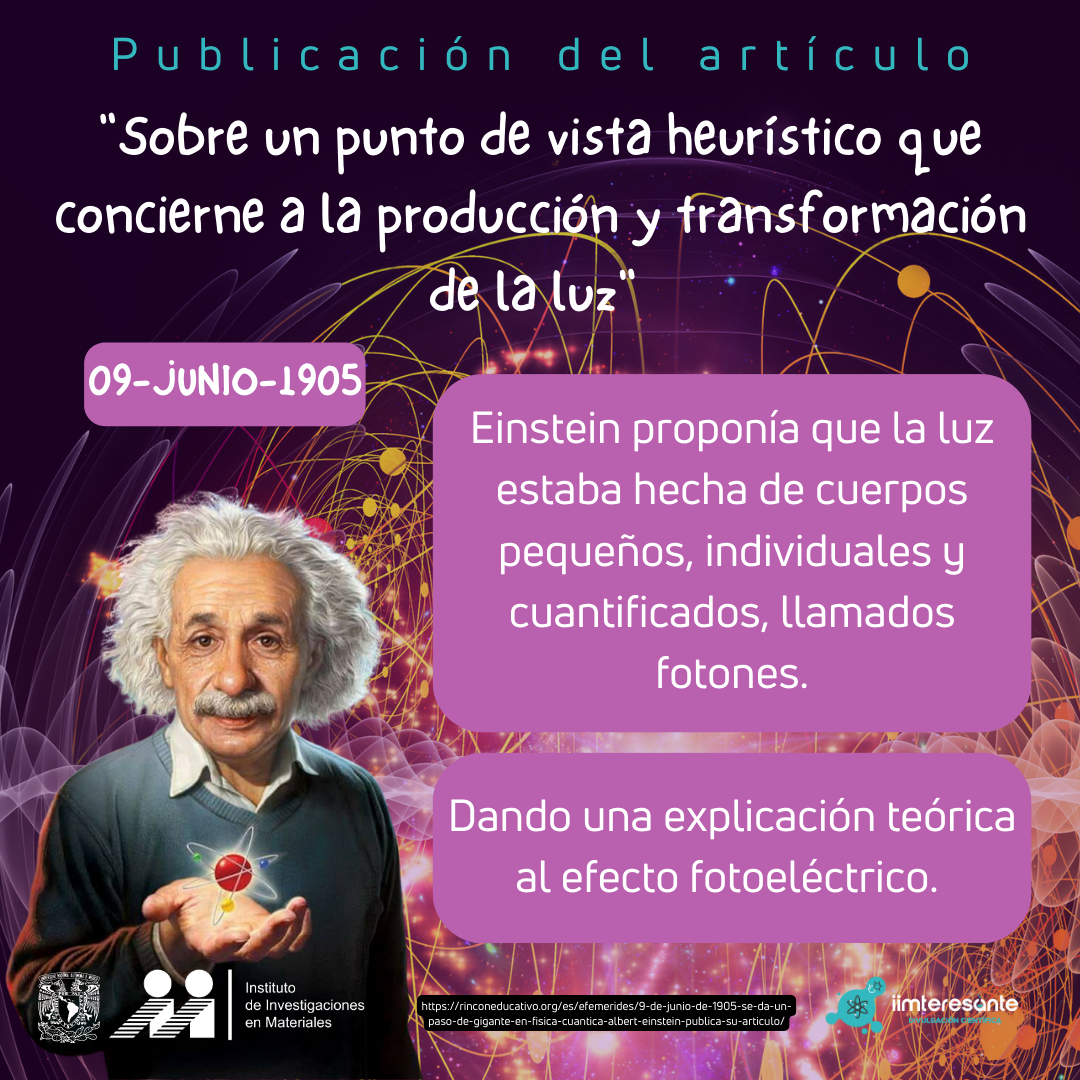 Publicación del artículo
"Sobre un punto de vista heurístico que
concierne a la producción y transformación
de la luz"
09-JUNIO-1905
Einstein proponía que la luz
estaba hecha de cuerpos
pequeños, individuales y
cuantificados, llamados
fotones.
Dando una explicación teórica
al efecto fotoeléctrico.
Instituto
de Investigaciones
en Materiales
https://rinconeducativo.org/es/efemerides/9-de-junio-de-1905-se-da-un-
paso-de-gigante-en-fisica-cuantica-albert-einstein-publica-su-articulo/
iimteresante
DIVULGACIÓN CIENTÍFICA